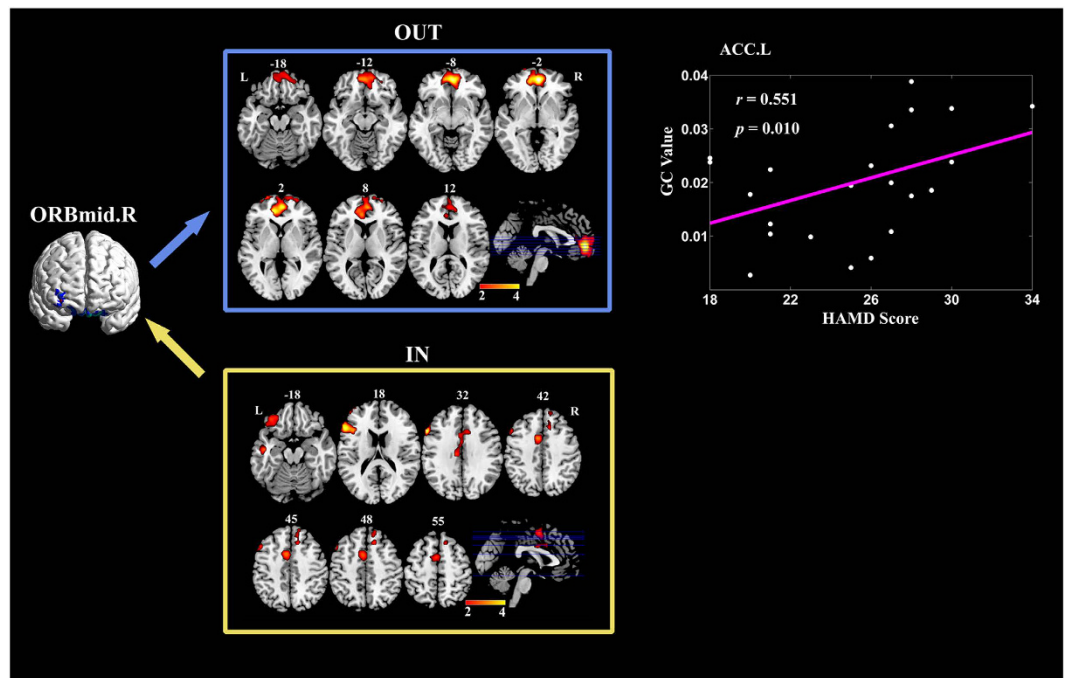 OUT
L
-18
-12
-8
-2
R
2
8
12
2 4
ORBmid.R
IN
L
-18
18
32
42
R
45
48
55
2 4
ACC.L
r = 0.551
p = 0.010
GC Value
0.04
0.03
0.02
0.01
18 22 26 30 34
HAMD Score